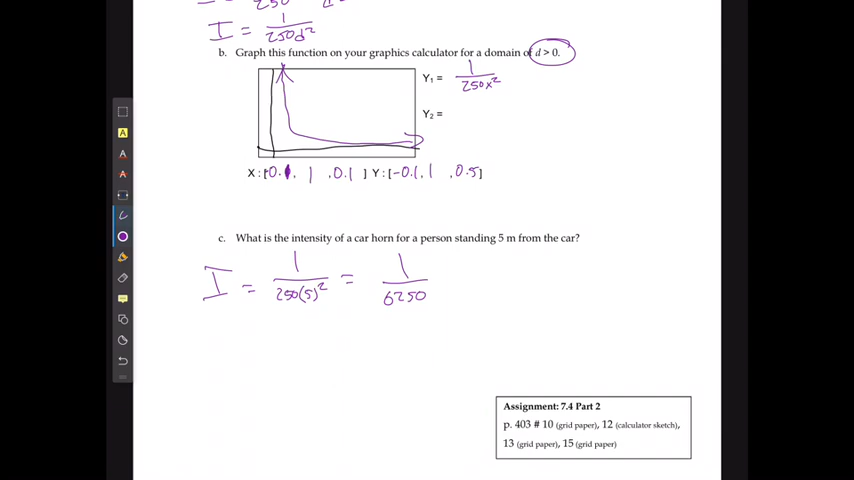 I = 1/250d²
b. Graph this function on your graphics calculator for a domain of d > 0.
Y₁ = 1/250x²
Y₂ =
X : [-0.1, 1, 0.1] Y : [-0.1, 1, 0.5]
c. What is the intensity of a car horn for a person standing 5 m from the car?
I = 1/250(5)² = 1/6250
Assignment: 7.4 Part 2
p. 403 # 10 (grid paper), 12 (calculator sketch),
13 (grid paper), 15 (grid paper)